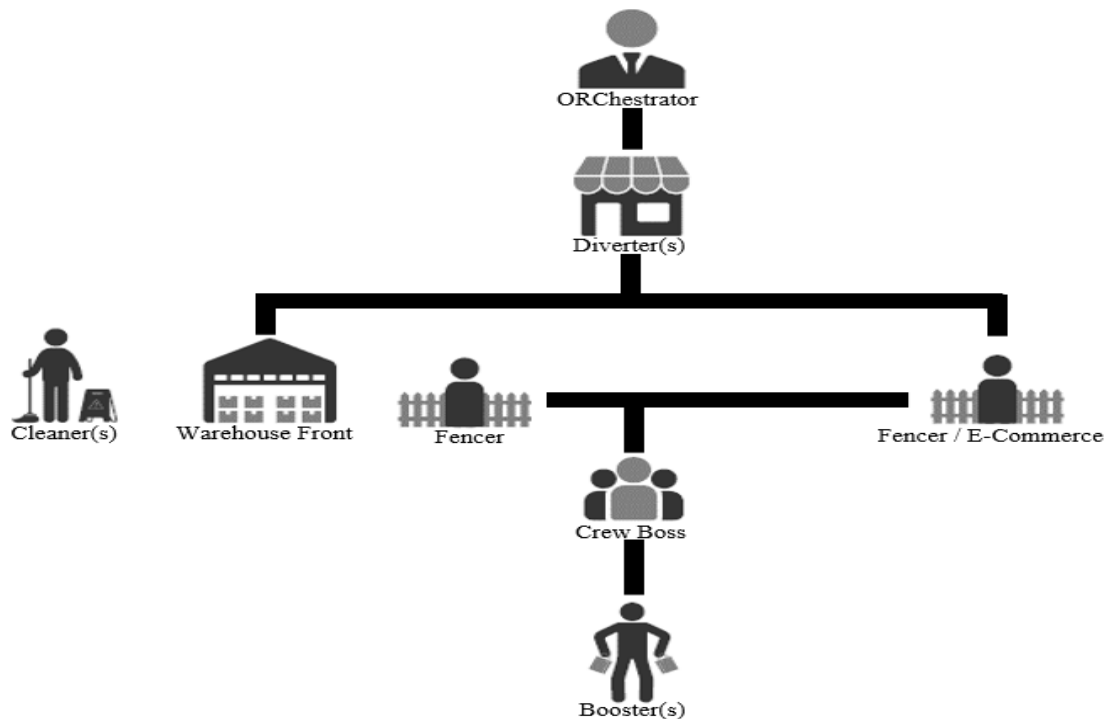 ORChestrator
Diverter(s)
Cleaner(s)
Warehouse Front
Fencer
Fencer / E-Commerce
Crew Boss
Booster(s)